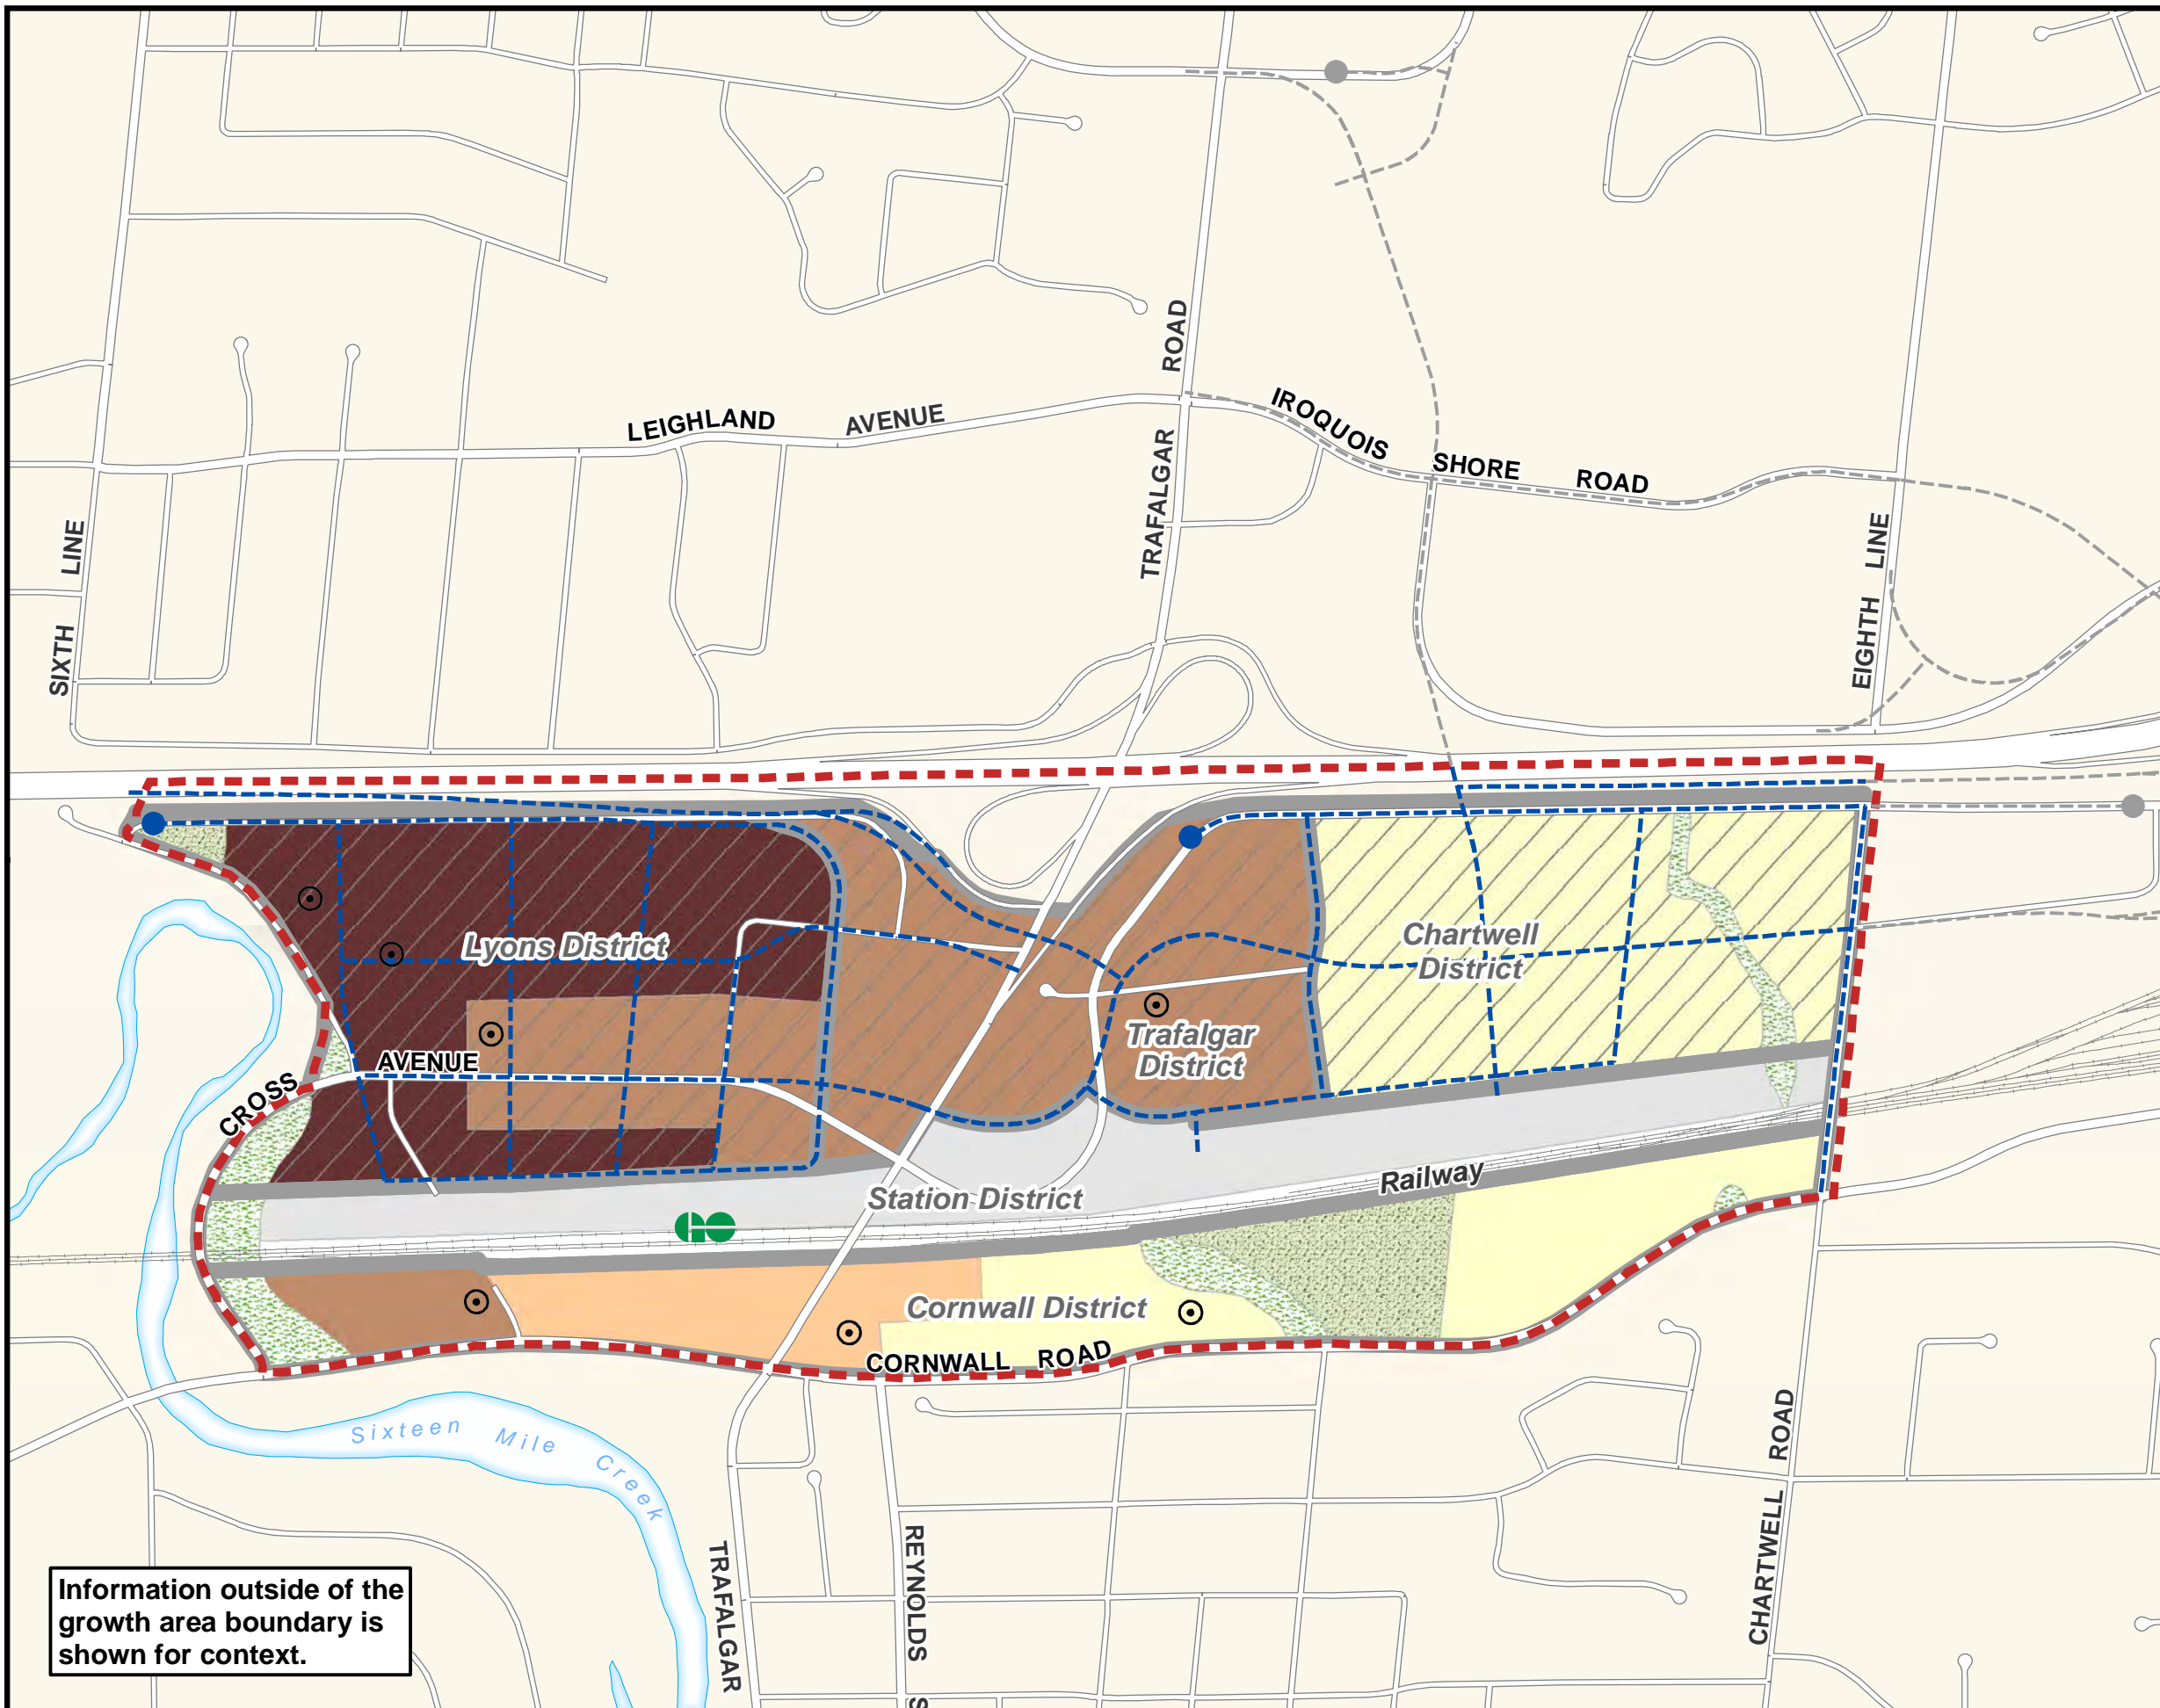 ROAD
TRAFALGAR
LEIGHLAND AVENUE
IROQUOIS SHORE ROAD
SIXTH LINE
EIGHTH LINE
Lyons District
Chartwell
District
Trafalgar
District
CROSS AVENUE
Station District
Railway
GO
Cornwall District
CORNWALL ROAD
Sixteen Mile Creek
CHARTWELL ROAD
TRAFALGAR
REYNOLDS S
Information outside of the
growth area boundary is
shown for context.